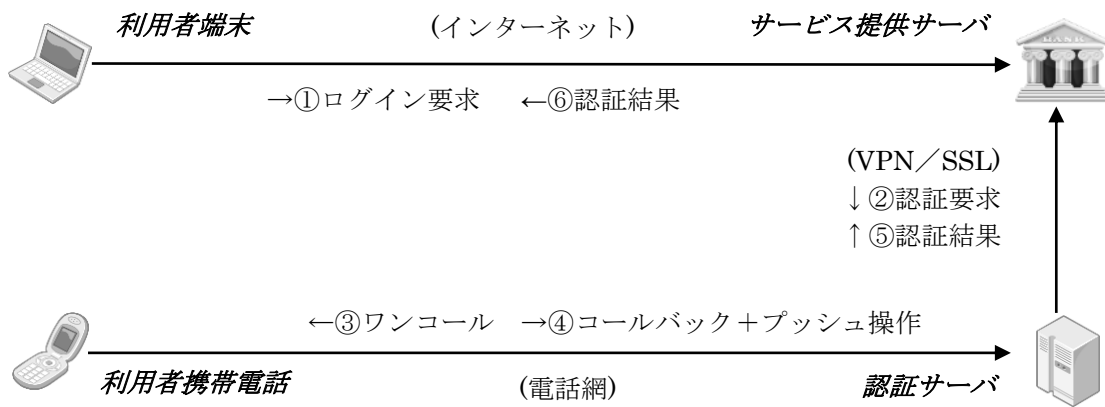 利用者端末 (インターネット) サービス提供サーバ
BANK
→①ログイン要求 ←⑥認証結果
(VPN/SSL)
↓②認証要求
↑⑤認証結果
←③ワンコール →④コールバック+プッシュ操作
利用者携帯電話 (電話網) 認証サーバ